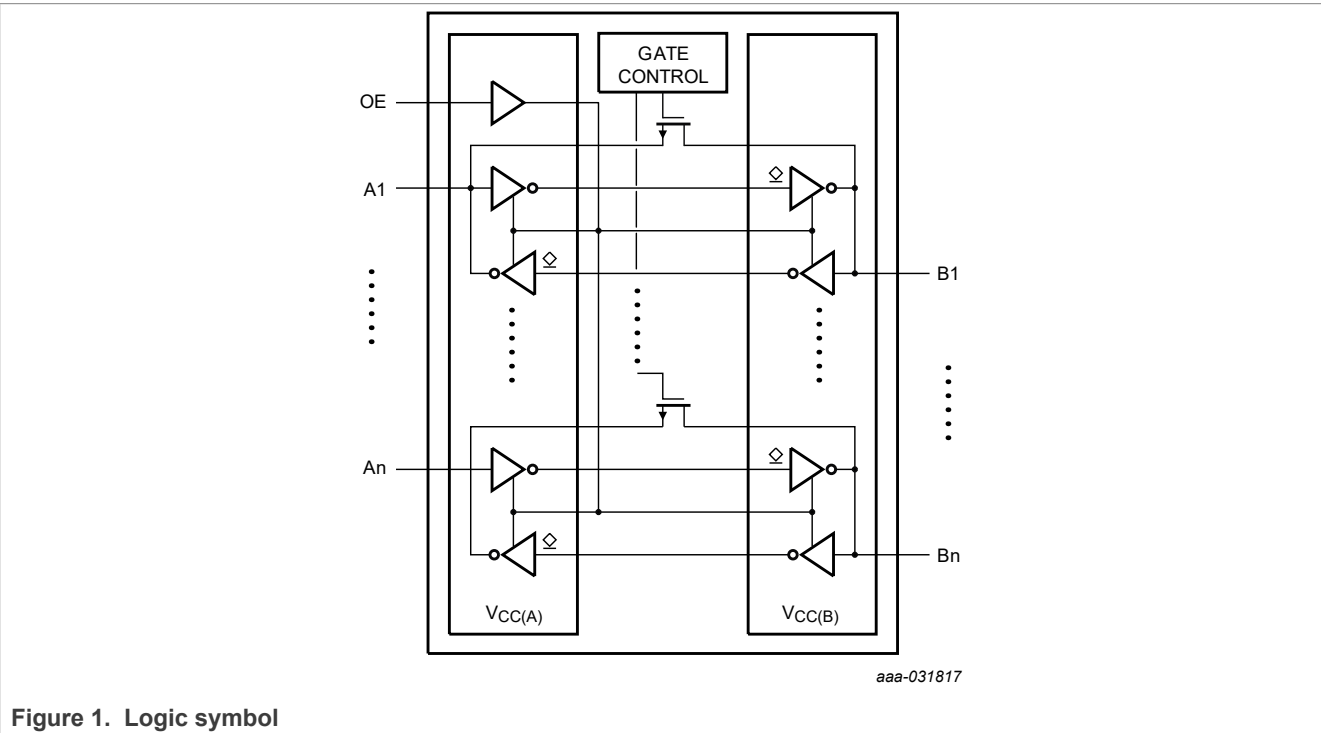 GATE
CONTROL
OE
A1
B1
An
Bn
VCC(A)
VCC(B)
aaa-031817
Figure 1. Logic symbol